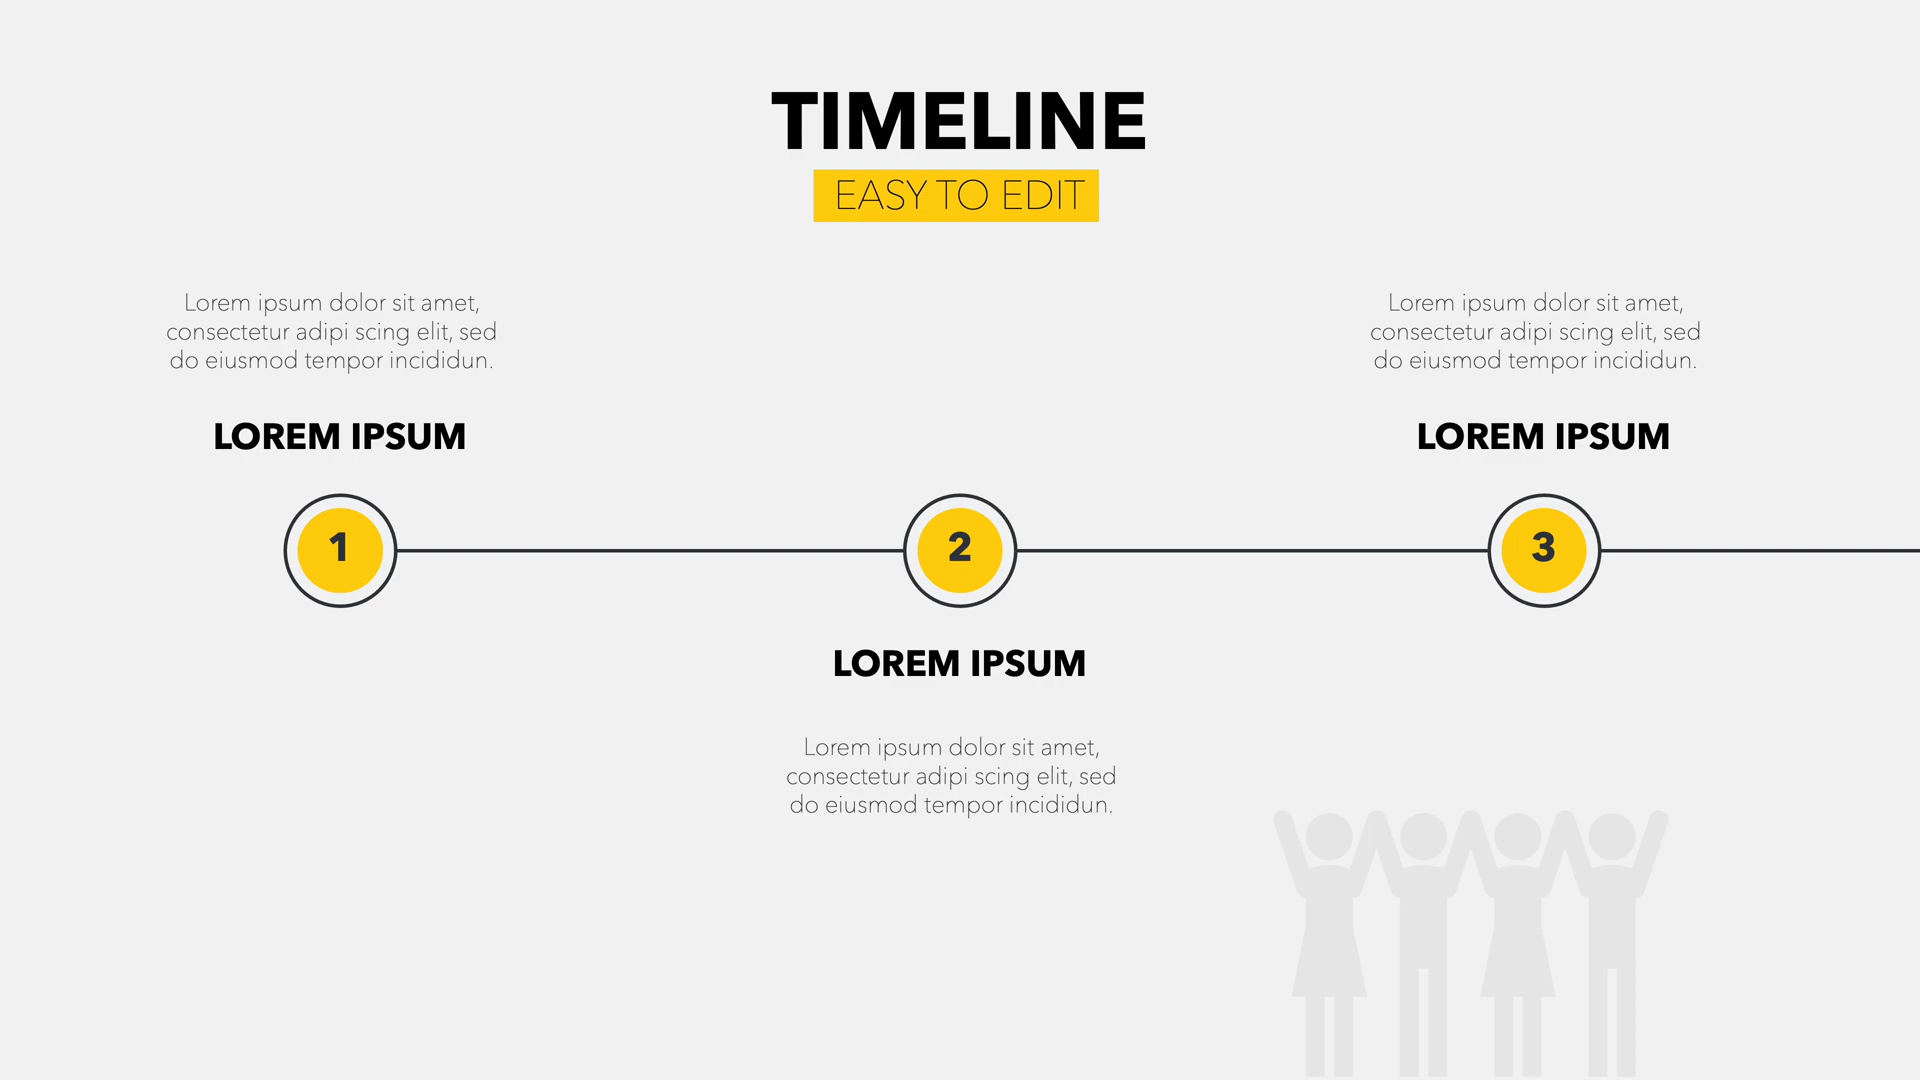 TIMELINE
EASY TO EDIT
Lorem ipsum dolor sit amet,
consectetur adipi scing elit, sed
do eiusmod tempor incididun.
LOREM IPSUM
1
2
LOREM IPSUM
Lorem ipsum dolor sit amet,
consectetur adipi scing elit, sed
do eiusmod tempor incididun.
Lorem ipsum dolor sit amet,
consectetur adipi scing elit, sed
do eiusmod tempor incididun.
LOREM IPSUM
3